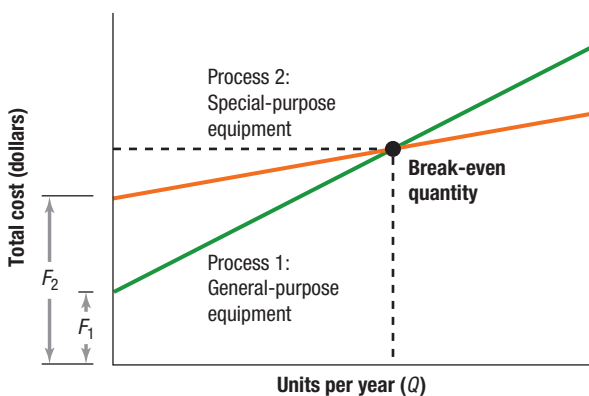 Total cost (dollars)
Process 2:
Special-purpose
equipment
Break-even
quantity
F2
Process 1:
General-purpose
equipment
F1
Units per year (Q)